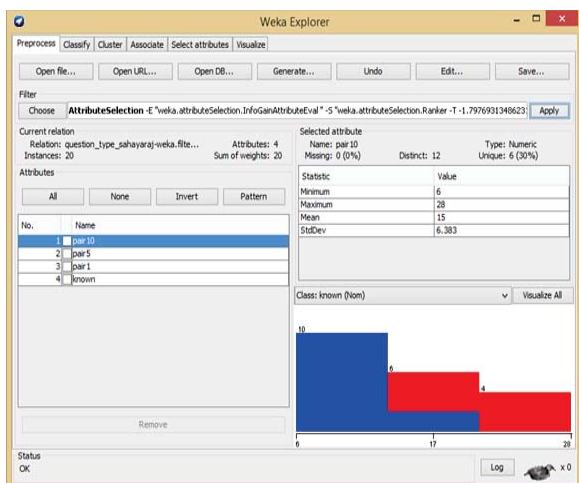 Weka Explorer
Preprocess Classify Cluster Associate Select attributes Visualize
Open file... Open URL... Open DB... Generate... Undo Edit... Save...
Filter
Choose AttributeSelection -E "weka.attributeSelection.InfoGainAttributeEval " -S "weka.attributeSelection.Ranker -T -1.7976931348623 Apply
Current relation
Relation: question_type_sahayaraj-weka.filte... Attributes: 4
Instances: 20 Sum of weights: 20
Attributes
All None Invert Pattern
No. Name
1 pair10
2 pair5
3 pair1
4 known
Remove
Selected attribute
Name: pair10 Type: Numeric
Missing: 0 (0%) Distinct: 12 Unique: 6 (30%)
Statistic Value
Minimum 6
Maximum 28
Mean 15
StdDev 6.383
Class: known (Nom) Visualize All
10
6
4
6 17 28
Status
OK
Log x 0